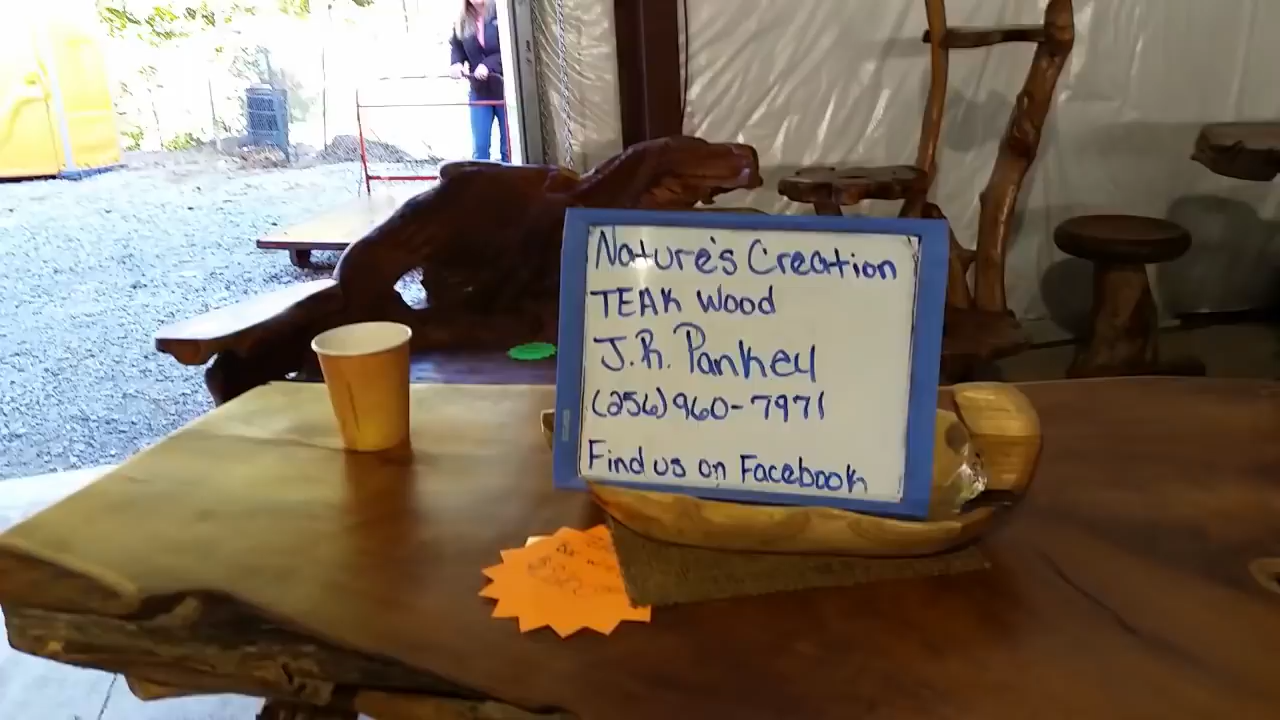 Nature's Creation
TEAK Wood
J.R. Pankey
(256)960-7971
Find us on Facebook